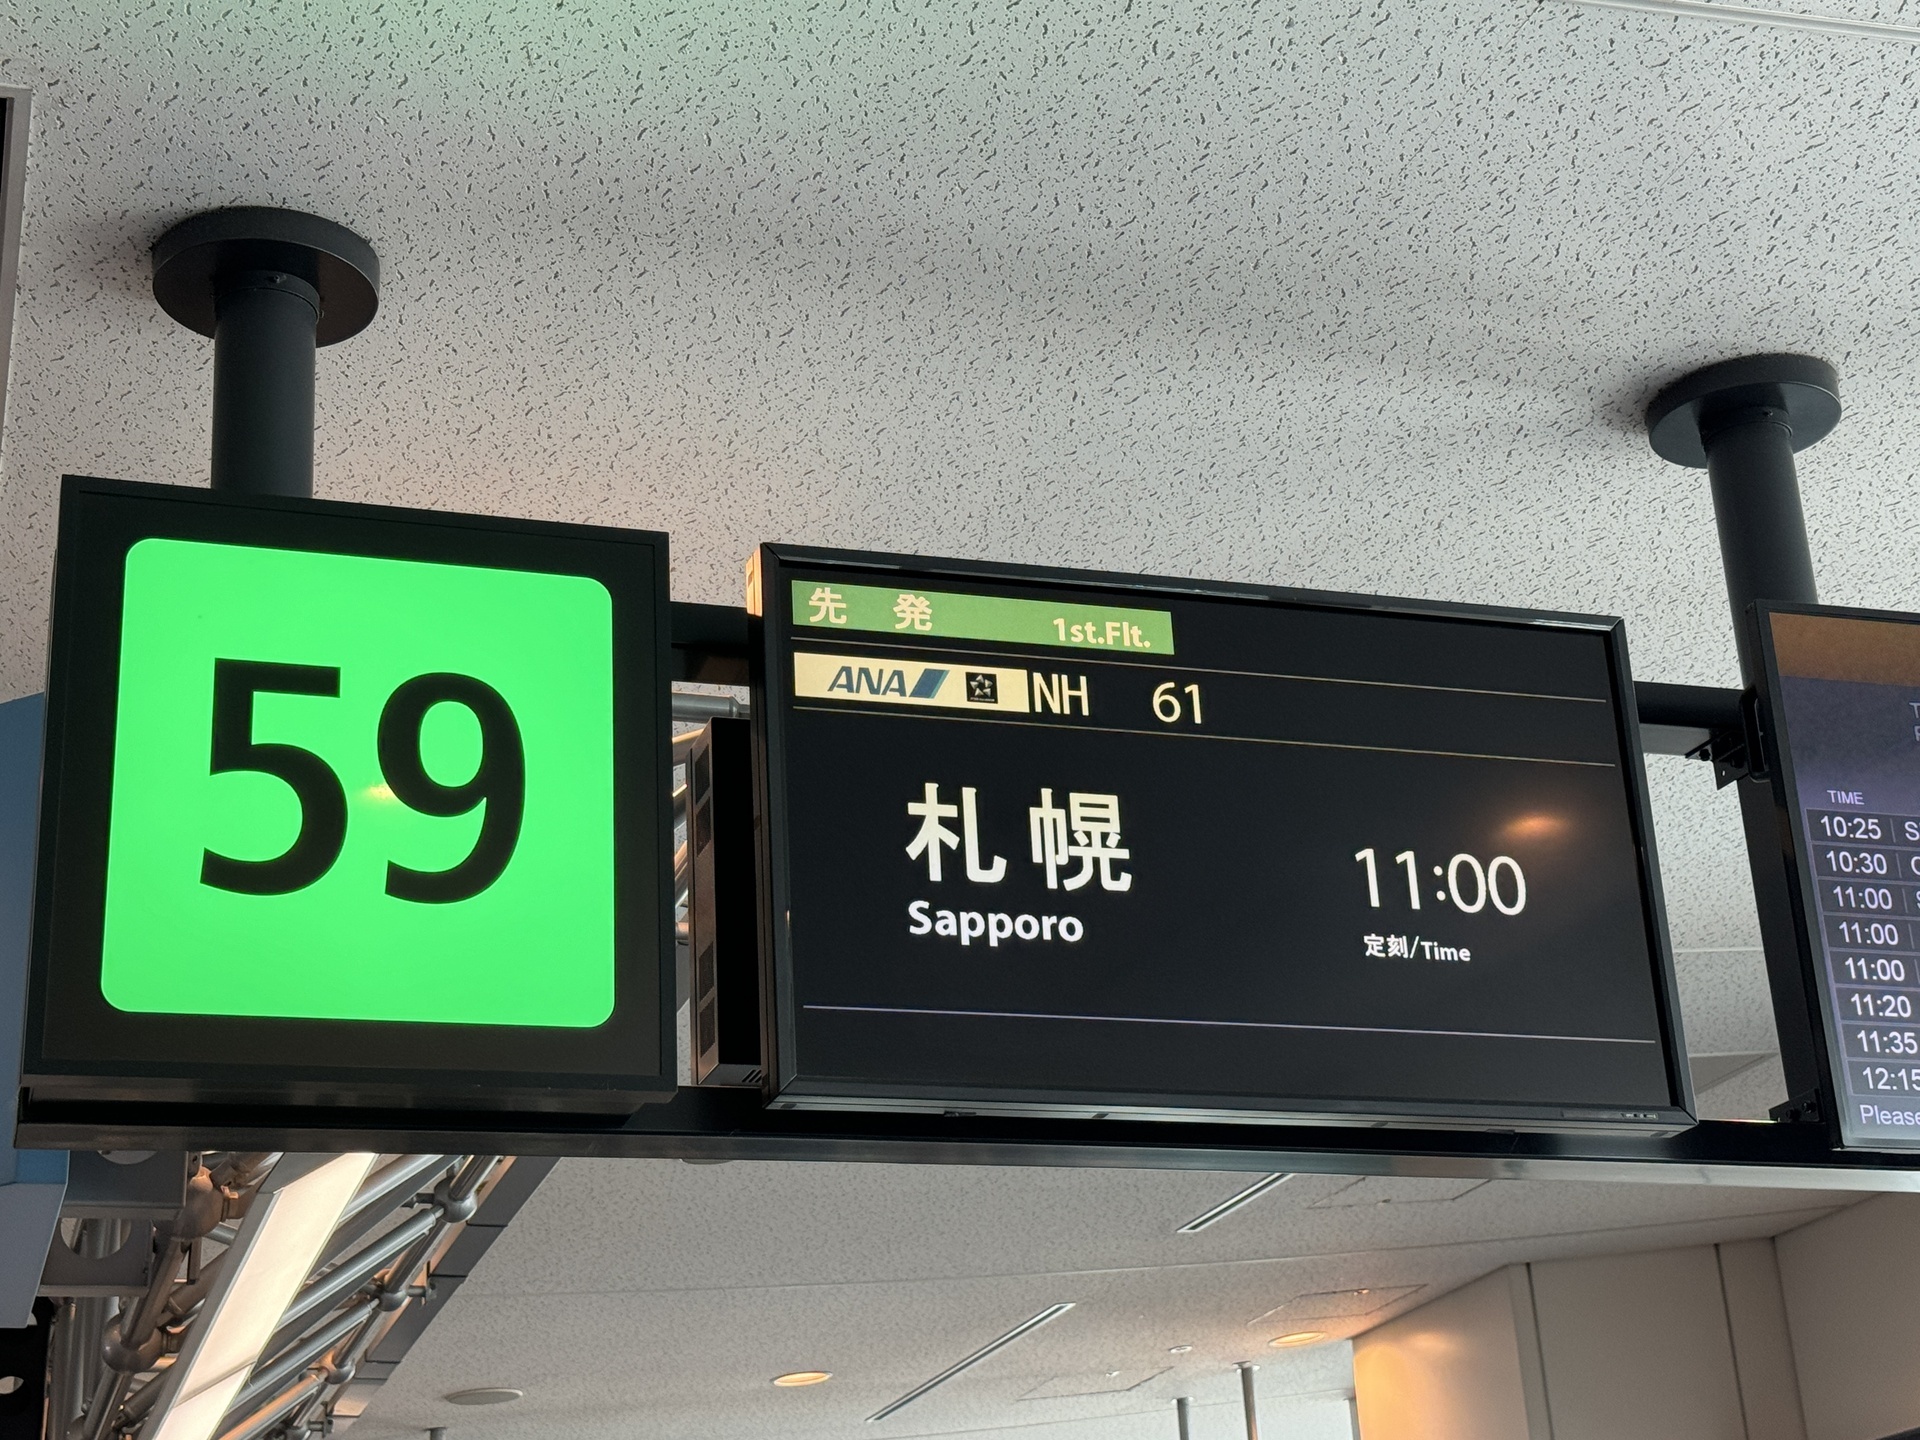 59
先 発 1st.Flt.
ANA NH 61
札幌
Sapporo
11:00
定刻/Time
TIME
10:25
10:30
11:00
11:00
11:00
11:20
11:35
12:15
Please